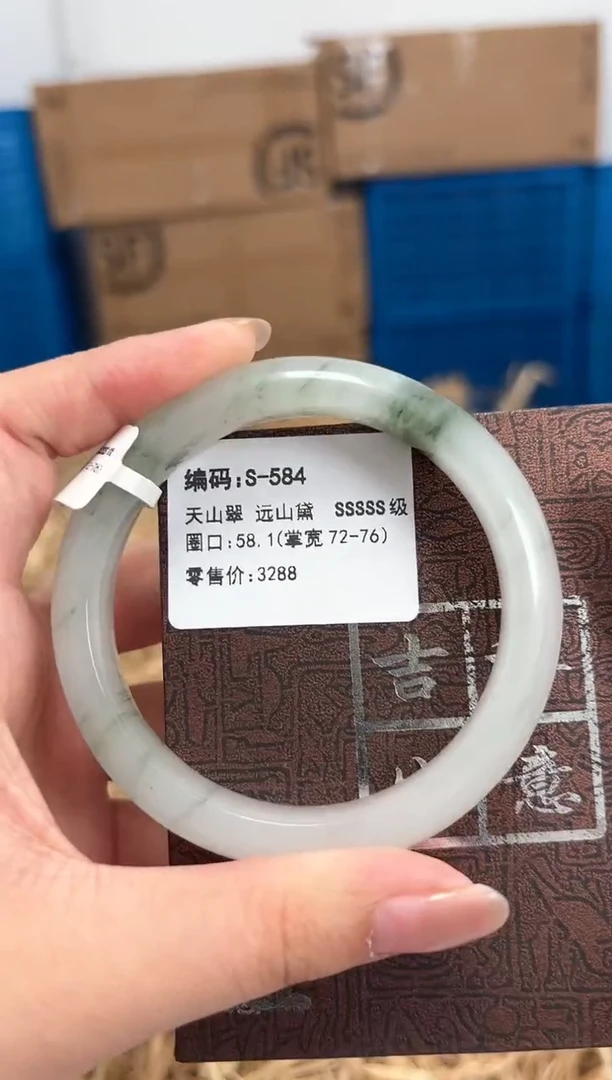 编码:S-584
天山翠 远山黛 SSSSS级
圈口:58.1(掌宽72-76)
零售价:3288
吉
意